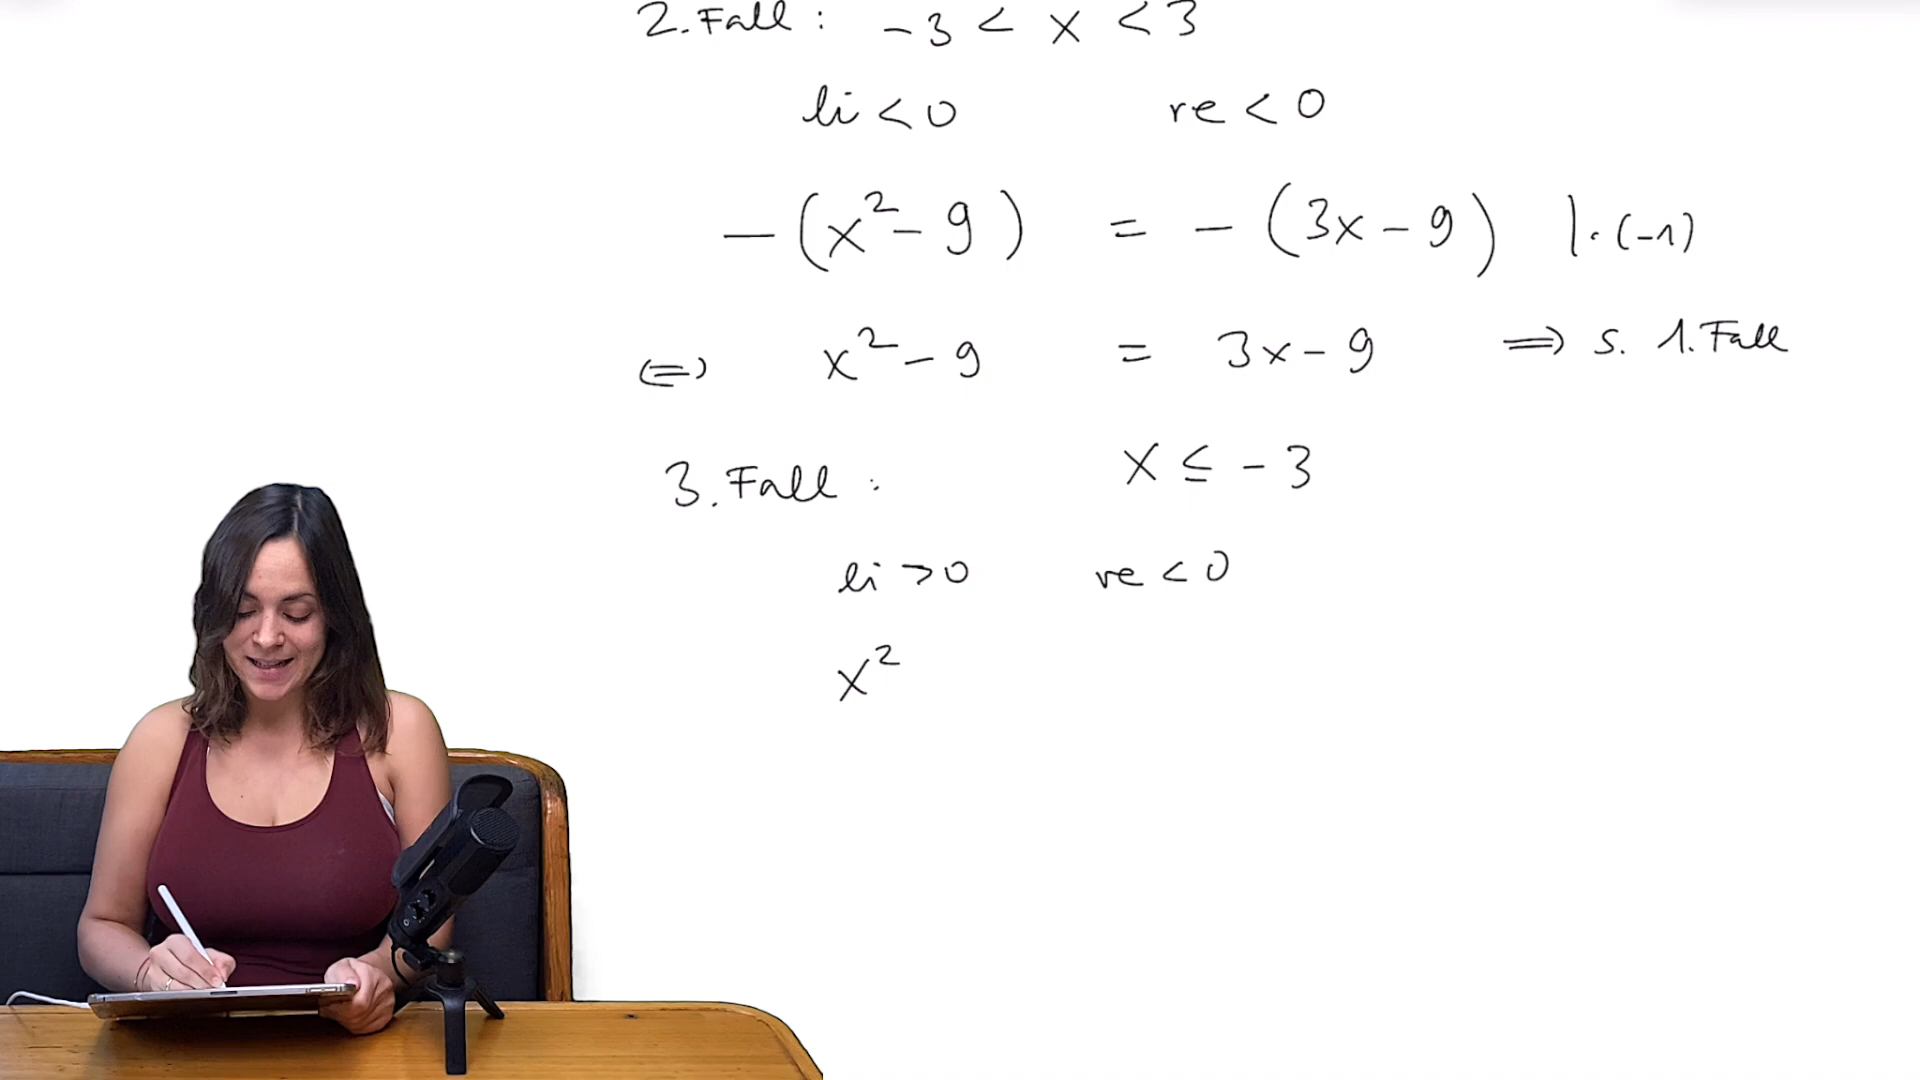 2. Fall : -3 < x < 3
li < 0 re < 0
- (x² - 9) = - (3x - 9) | · (-1)
⇔ x² - 9 = 3x - 9 ⇒ s. 1. Fall
3. Fall : x ≤ -3
li > 0 re < 0
x²